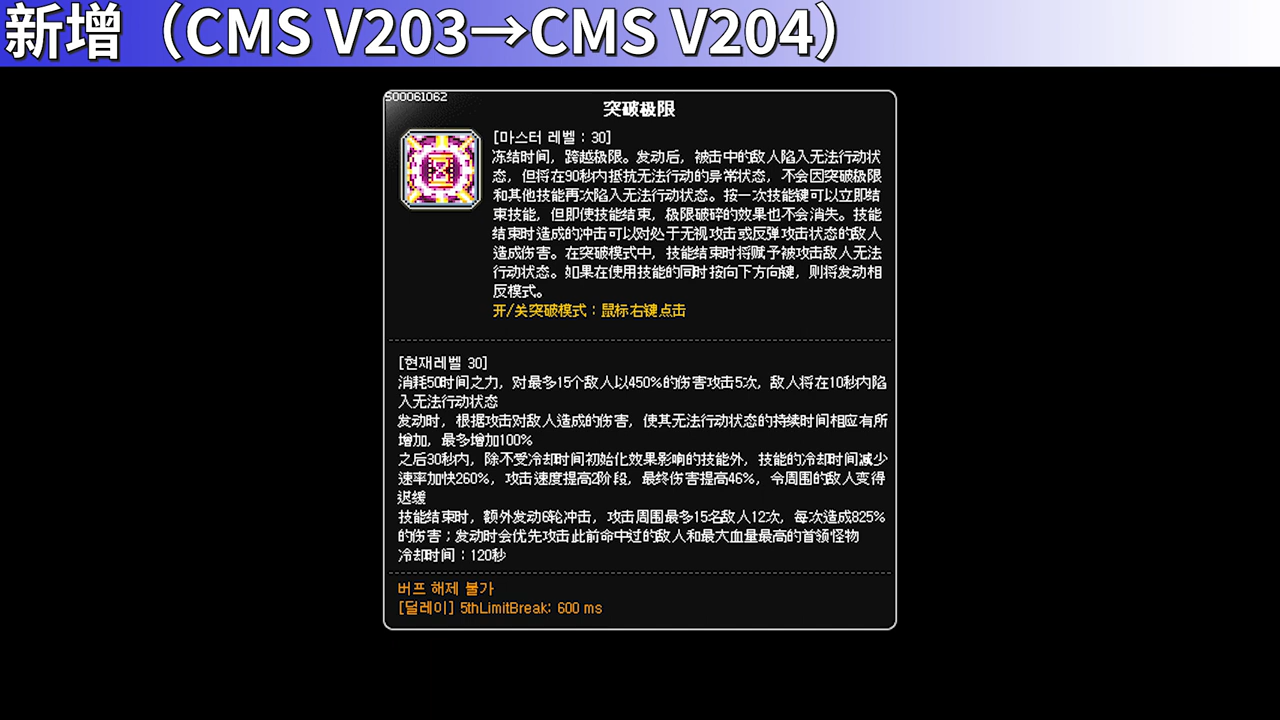 新增（CMS V203→CMS V204）
S00061062
突破极限
[마스터 레벨 : 30]
冻结时间，跨越极限。发动后，被击中的敌人陷入无法行动状
态，但将在90秒内抵抗无法行动的异常状态，不会因突破极限
和其他技能再次陷入无法行动状态。按一次技能键可以立即结
束技能，但即使技能结束，极限破碎的效果也不会消失。技能
结束时造成的冲击可以对处于无视攻击或反弹攻击状态的敌人
造成伤害。在突破模式中，技能结束时将赋予被攻击敌人无法
行动状态。如果在使用技能的同时按向下方向键，则将发动相
反模式。
开/关突破模式：鼠标右键点击
[현재레벨 30]
消耗50时间之力，对最多15个敌人以450%的伤害攻击5次，敌人将在10秒内陷
入无法行动状态
发动时，根据攻击对敌人造成的伤害，使其无法行动状态的持续时间相应有所
增加，最多增加100%
之后30秒内，除不受冷却时间初始化效果影响的技能外，技能的冷却时间减少
速率加快260%，攻击速度提高2阶段，最终伤害提高46%，令周围的敌人变得
迟缓
技能结束时，额外发动6轮冲击，攻击周围最多15名敌人12次，每次造成825%
的伤害；发动时会优先攻击此前命中过的敌人和最大血量最高的首领怪物
冷却时间：120秒
버프 해제 불가
[딜레이] 5thLimitBreak: 600 ms